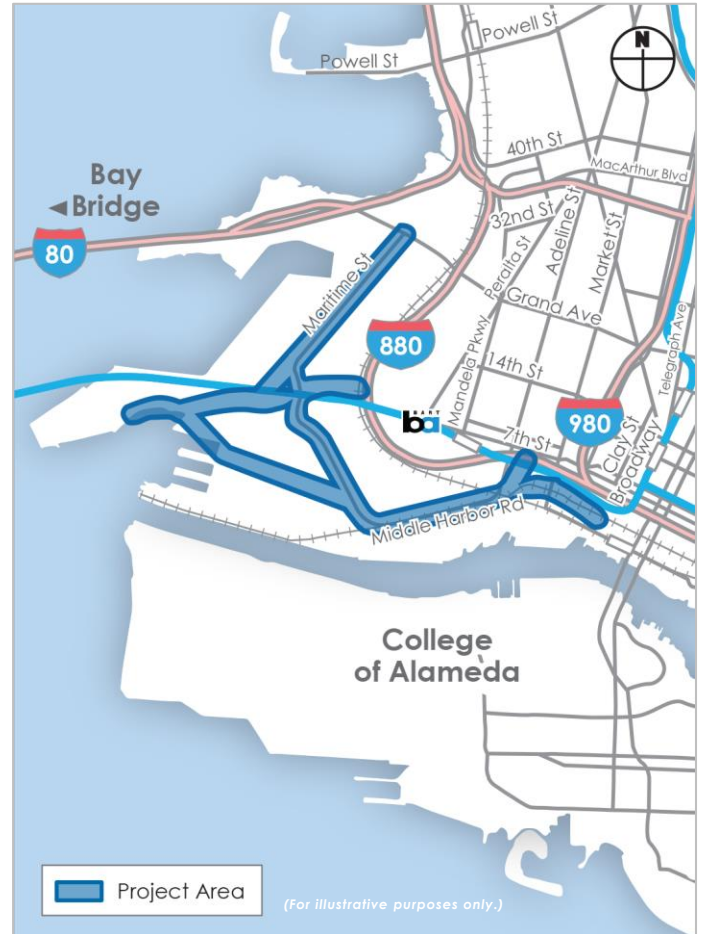 Powell St
Powell St
N
40th St
MacArthur Blvd
Bay
Bridge
80
32nd St
Adeline St
Market St
Peralta St
Maritime St
Grand Ave
880
Telegraph Ave
14th St
Mandela Pkwy
BART
ba
980
7th St
Clay St
Broadway
Middle Harbor Rd
College
of Alameda
Project Area
(For illustrative purposes only.)